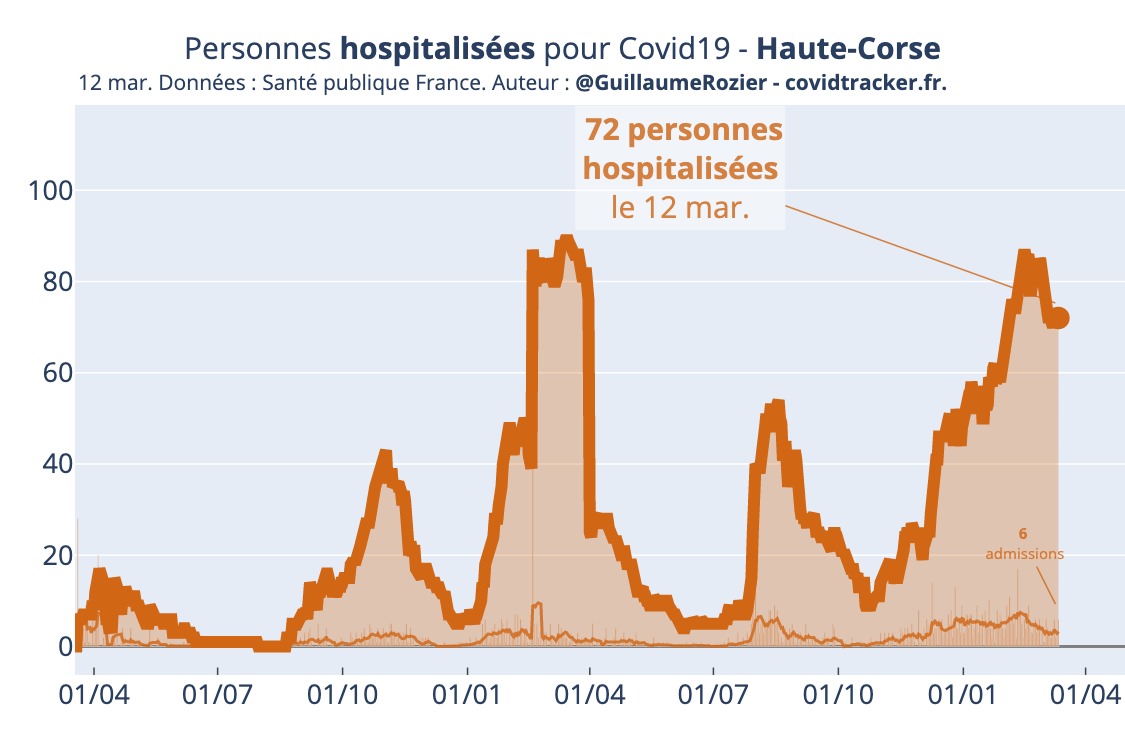 Personnes hospitalisées pour Covid19 - Haute-Corse
12 mar. Données : Santé publique France. Auteur : @GuillaumeRozier - covidtracker.fr.
72 personnes
hospitalisées
le 12 mar.
100
80
60
40
20
0
6
admissions
01/04 01/07 01/10 01/01 01/04 01/07 01/10 01/01 01/04